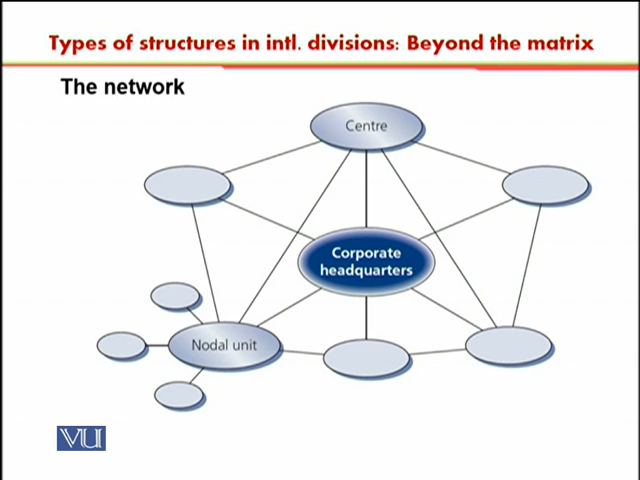 Types of structures in intl. divisions: Beyond the matrix
The network
Centre
Corporate
headquarters
Nodal unit
VU